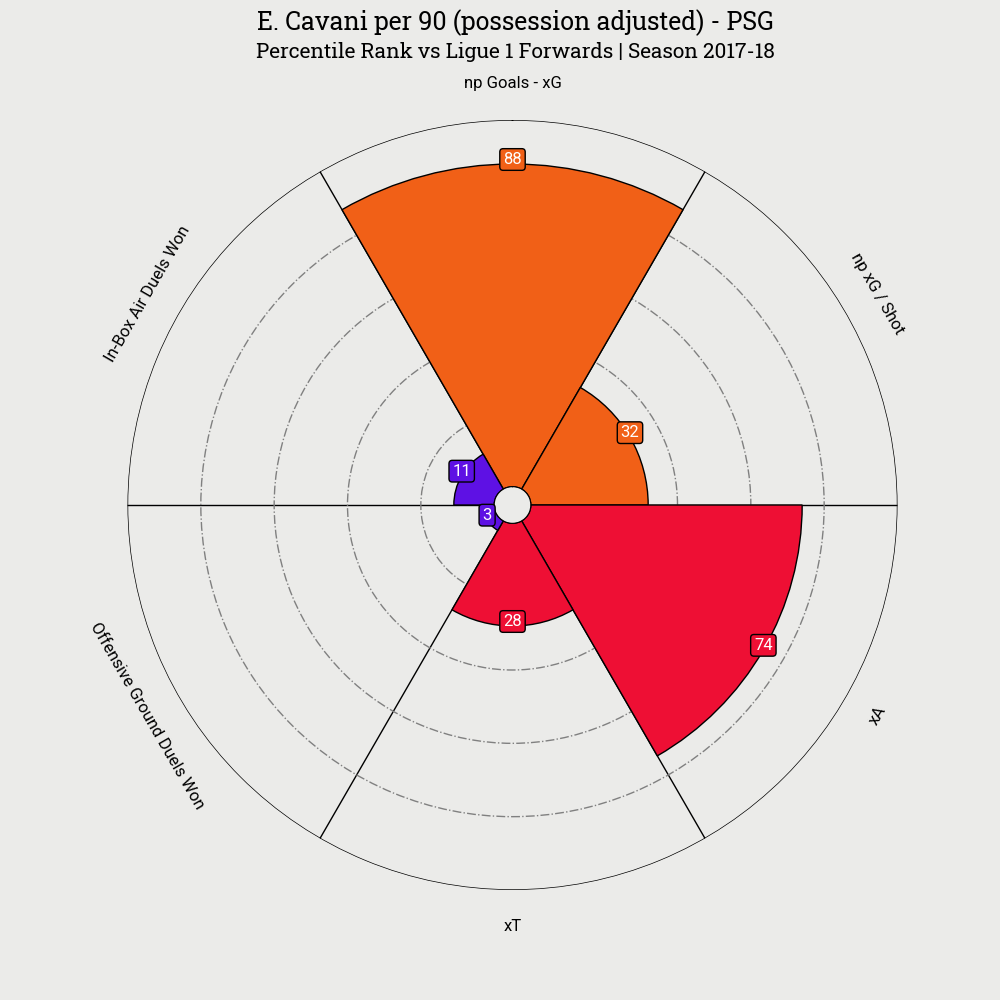 E. Cavani per 90 (possession adjusted) - PSG
Percentile Rank vs Ligue 1 Forwards | Season 2017-18
np Goals - xG
88
np xG / Shot
32
In-Box Air Duels Won
11
3
28
74
xA
Offensive Ground Duels Won
xT